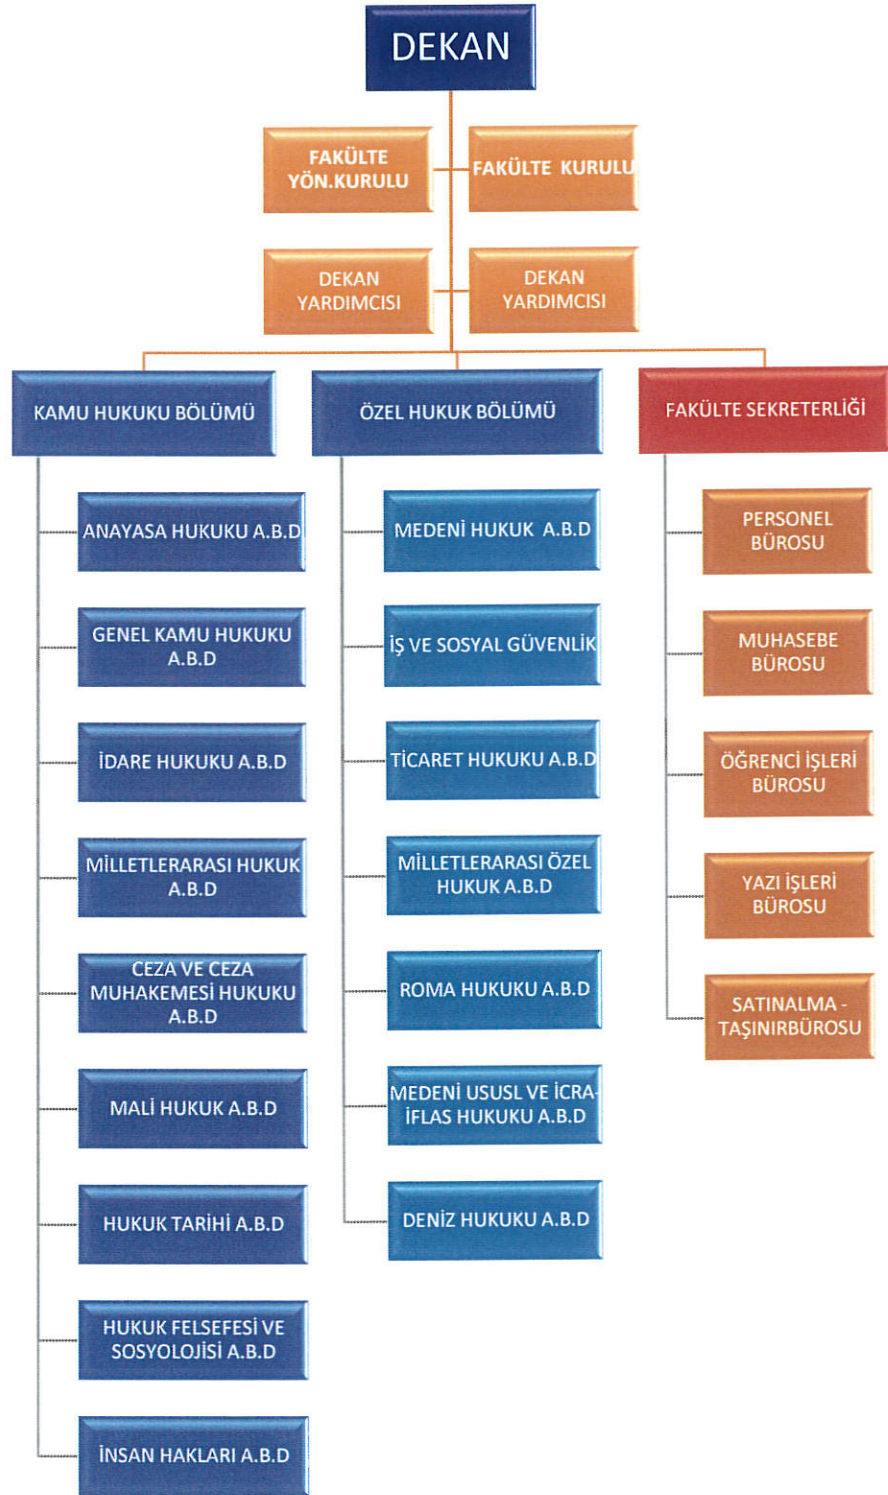 DEKAN
FAKÜLTE
YÖN.KURULU
FAKÜLTE KURULU
DEKAN
YARDIMCISI
DEKAN
YARDIMCISI
KAMU HUKUKU BÖLÜMÜ
ÖZEL HUKUK BÖLÜMÜ
FAKÜLTE SEKRETERLİĞİ
ANAYASA HUKUKU A.B.D
GENEL KAMU HUKUKU
A.B.D
İDARE HUKUKU A.B.D
MİLLETLERARASI HUKUK
A.B.D
CEZA VE CEZA
MUHAKEMESİ HUKUKU
A.B.D
MALİ HUKUK A.B.D
HUKUK TARİHİ A.B.D
HUKUK FELSEFESİ VE
SOSYOLOJİSİ A.B.D
İNSAN HAKLARI A.B.D
MEDENİ HUKUK A.B.D
İŞ VE SOSYAL GÜVENLİK
TİCARET HUKUKU A.B.D
MİLLETLERARASI ÖZEL
HUKUK A.B.D
ROMA HUKUKU A.B.D
MEDENİ USUSL VE İCRA-
İFLAS HUKUKU A.B.D
DENİZ HUKUKU A.B.D
PERSONEL
BÜROSU
MUHASEBE
BÜROSU
ÖĞRENCİ İŞLERİ
BÜROSU
YAZI İŞLERİ
BÜROSU
SATINALMA -
TAŞINIRBÜROSU